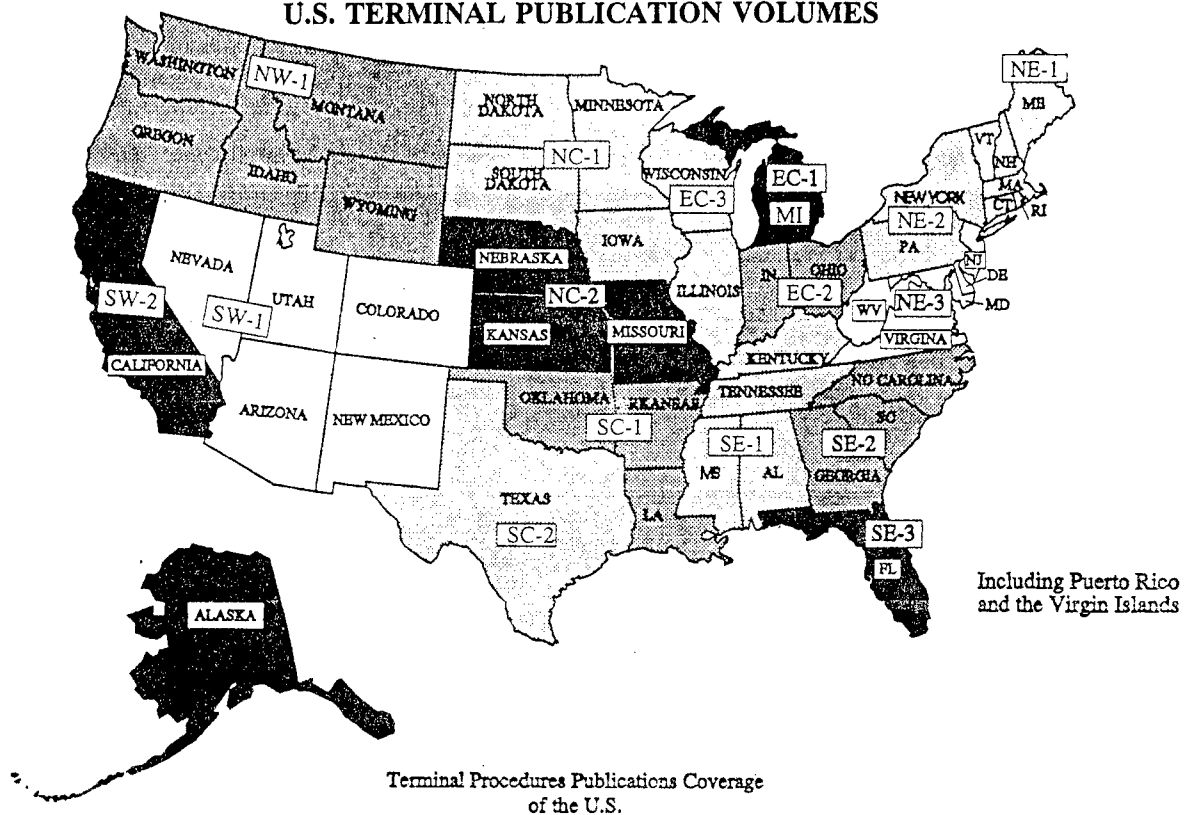 U.S. TERMINAL PUBLICATION VOLUMES
WASHINGTON
NW-1
MONTANA
OREGON
IDAHO
WYOMING
NORTH
DAKOTA
MINNESOTA
NC-1
SOUTH
DAKOTA
WISCONSIN
EC-3
EC-1
MI
NE-1
ME
VT
NH
MA
CT
RI
NEW YORK
NE-2
PA
NJ
DE
MD
NEVADA
UTAH
COLORADO
SW-2
SW-1
CALIFORNIA
ARIZONA
NEW MEXICO
NEBRASKA
NC-2
KANSAS
MISSOURI
IOWA
ILLINOIS
IN
OHIO
EC-2
WV
NE-3
VIRGINA
KENTUCKY
TENNESSEE
NO CAROLINA
SC
OKLAHOMA
RKANSAS
SC-1
SE-1
MS
AL
SE-2
GEORGIA
TEXAS
SC-2
LA
SE-3
FL
Including Puerto Rico
and the Virgin Islands
ALASKA
Terminal Procedures Publications Coverage
of the U.S.